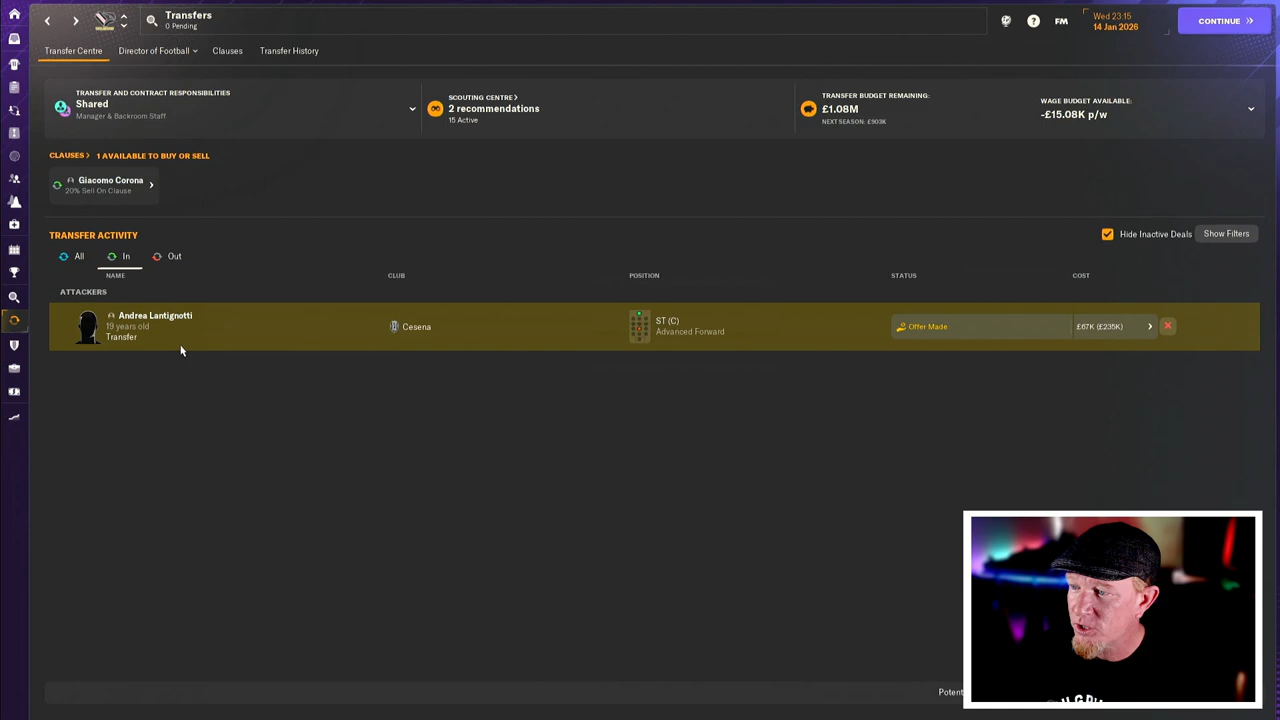 Transfers
0 Pending
FM
Wed 23:15
14 Jan 2026
CONTINUE
Transfer Centre
Director of Football
Clauses
Transfer History
TRANSFER AND CONTRACT RESPONSIBILITIES
Shared
Manager & Backroom Staff
SCOUTING CENTRE >
2 recommendations
15 Active
TRANSFER BUDGET REMAINING:
£1.08M
NEXT SEASON: £903K
WAGE BUDGET AVAILABLE:
-£15.08K p/w
CLAUSES > 1 AVAILABLE TO BUY OR SELL
Giacomo Corona
20% Sell On Clause
TRANSFER ACTIVITY
Hide Inactive Deals
Show Filters
All
In
Out
NAME
CLUB
POSITION
STATUS
COST
ATTACKERS
Andrea Lantignotti
19 years old
Transfer
Cesena
ST (C)
Advanced Forward
Offer Made
£67K (£235K)
Potent